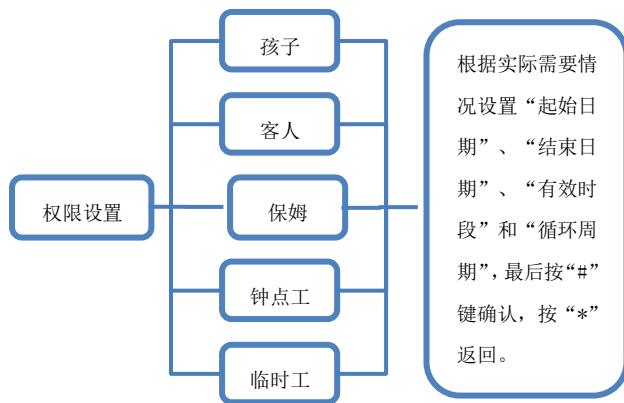 权限设置
孩子
客人
保姆
钟点工
临时工
根据实际需要情
况设置“起始日
期”、“结束日
期”、“有效时
段”和“循环周
期”，最后按“#”
键确认，按“*”
返回。